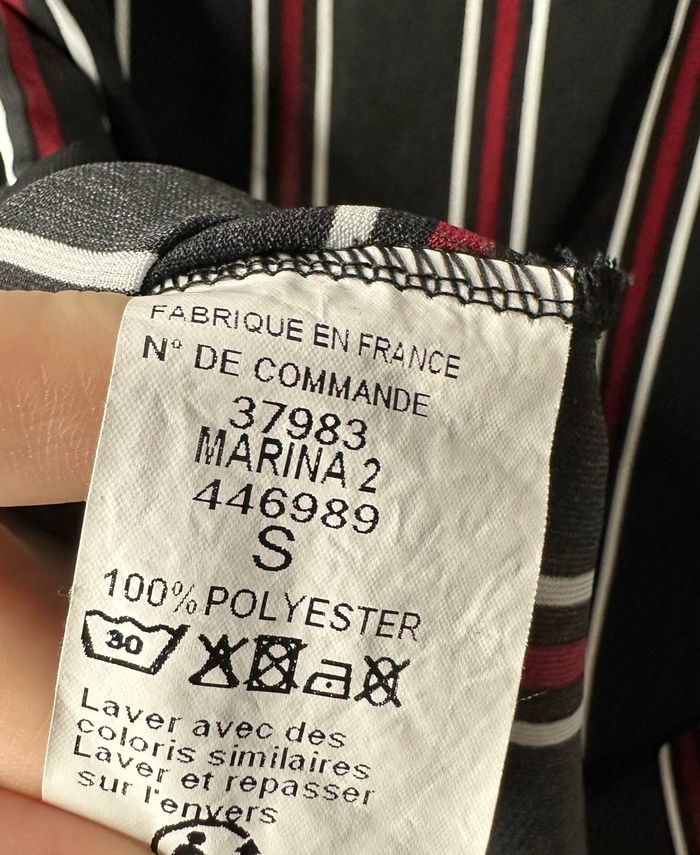 FABRIQUE EN FRANCE
N° DE COMMANDE
37983
MARINA 2
446989
S
100% POLYESTER
30
Laver avec des
coloris similaires
Laver et repasser
sur l'envers